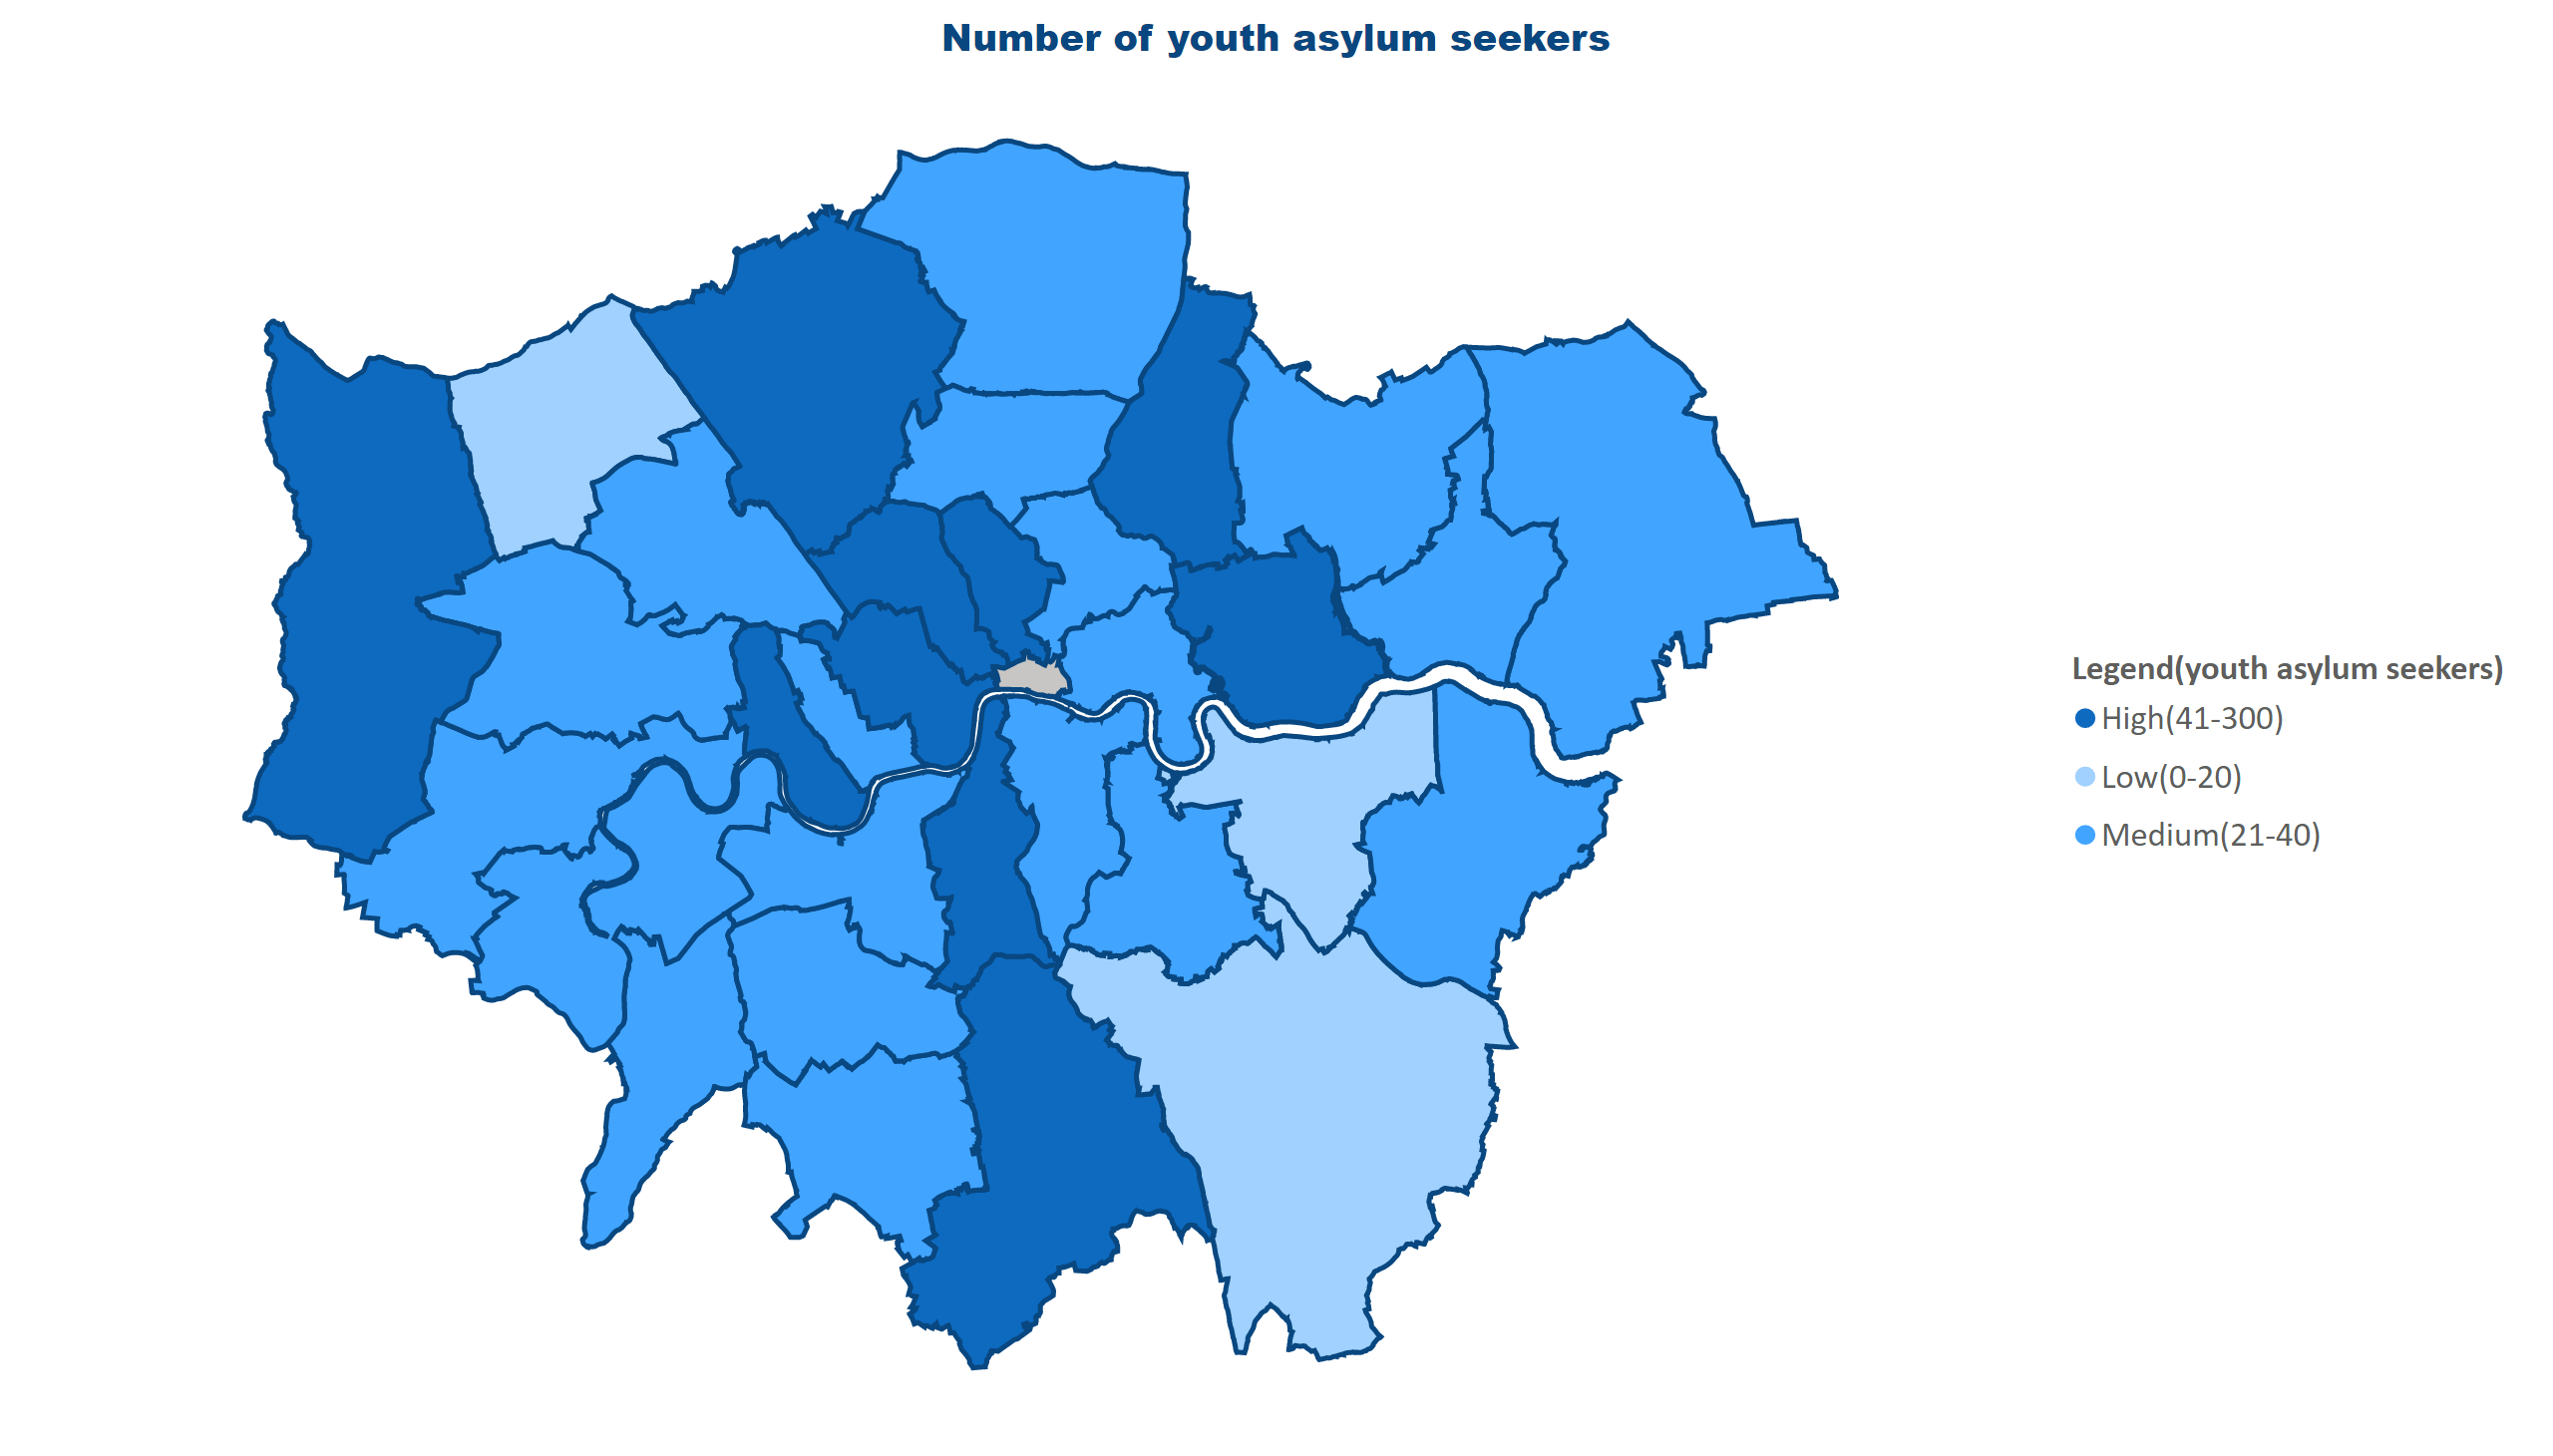 Number of youth asylum seekers
Legend(youth asylum seekers)
High(41-300)
Low(0-20)
Medium(21-40)